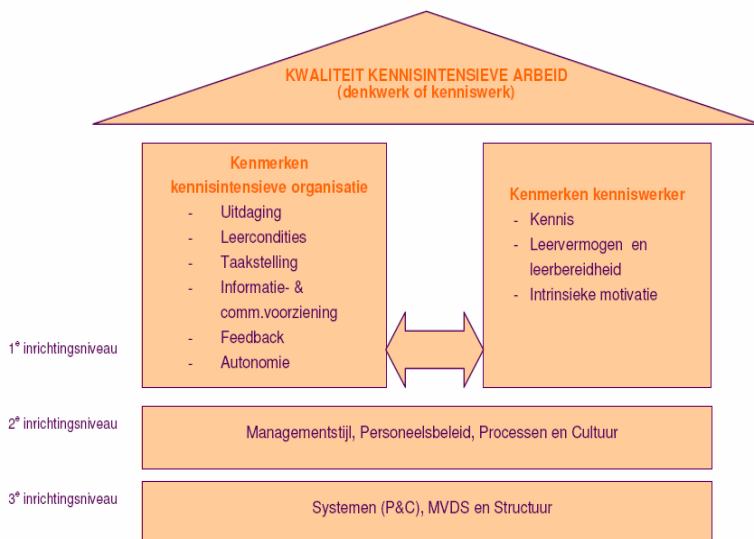 KWALITEIT KENNISINTENSIEVE ARBEID
(denkwerk of kenniswerk)
Kenmerken
kennisintensieve organisatie
- Uitdaging
- Leercondities
- Taakstelling
- Informatie- &
comm.voorziening
- Feedback
- Autonomie
Kenmerken kenniswerker
- Kennis
- Leervermogen en
leerbereidheid
- Intrinsieke motivatie
1e inrichtingsniveau
2e inrichtingsniveau
Managementstijl, Personeelsbeleid, Processen en Cultuur
3e inrichtingsniveau
Systemen (P&C), MVDS en Structuur